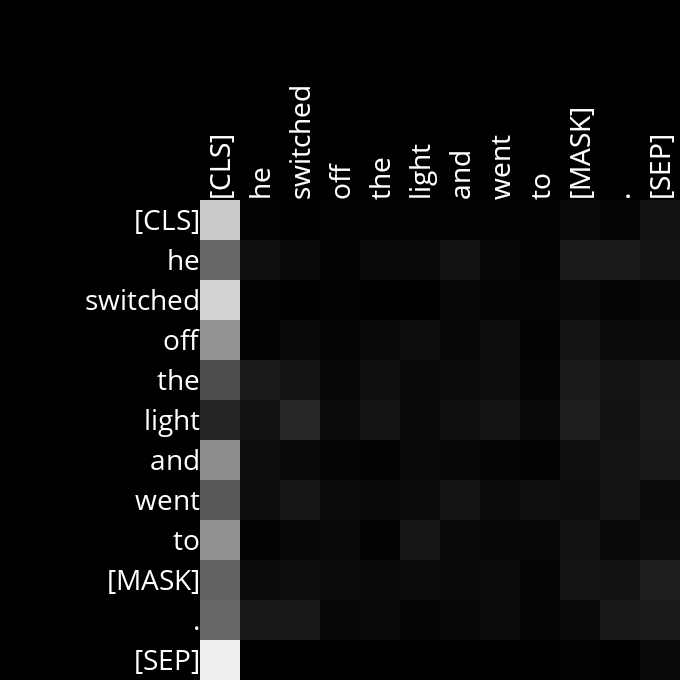 [CLS] he switched off the light and went to [MASK] . [SEP]
[CLS]
he
switched
off
the
light
and
went
to
[MASK]
.
[SEP]